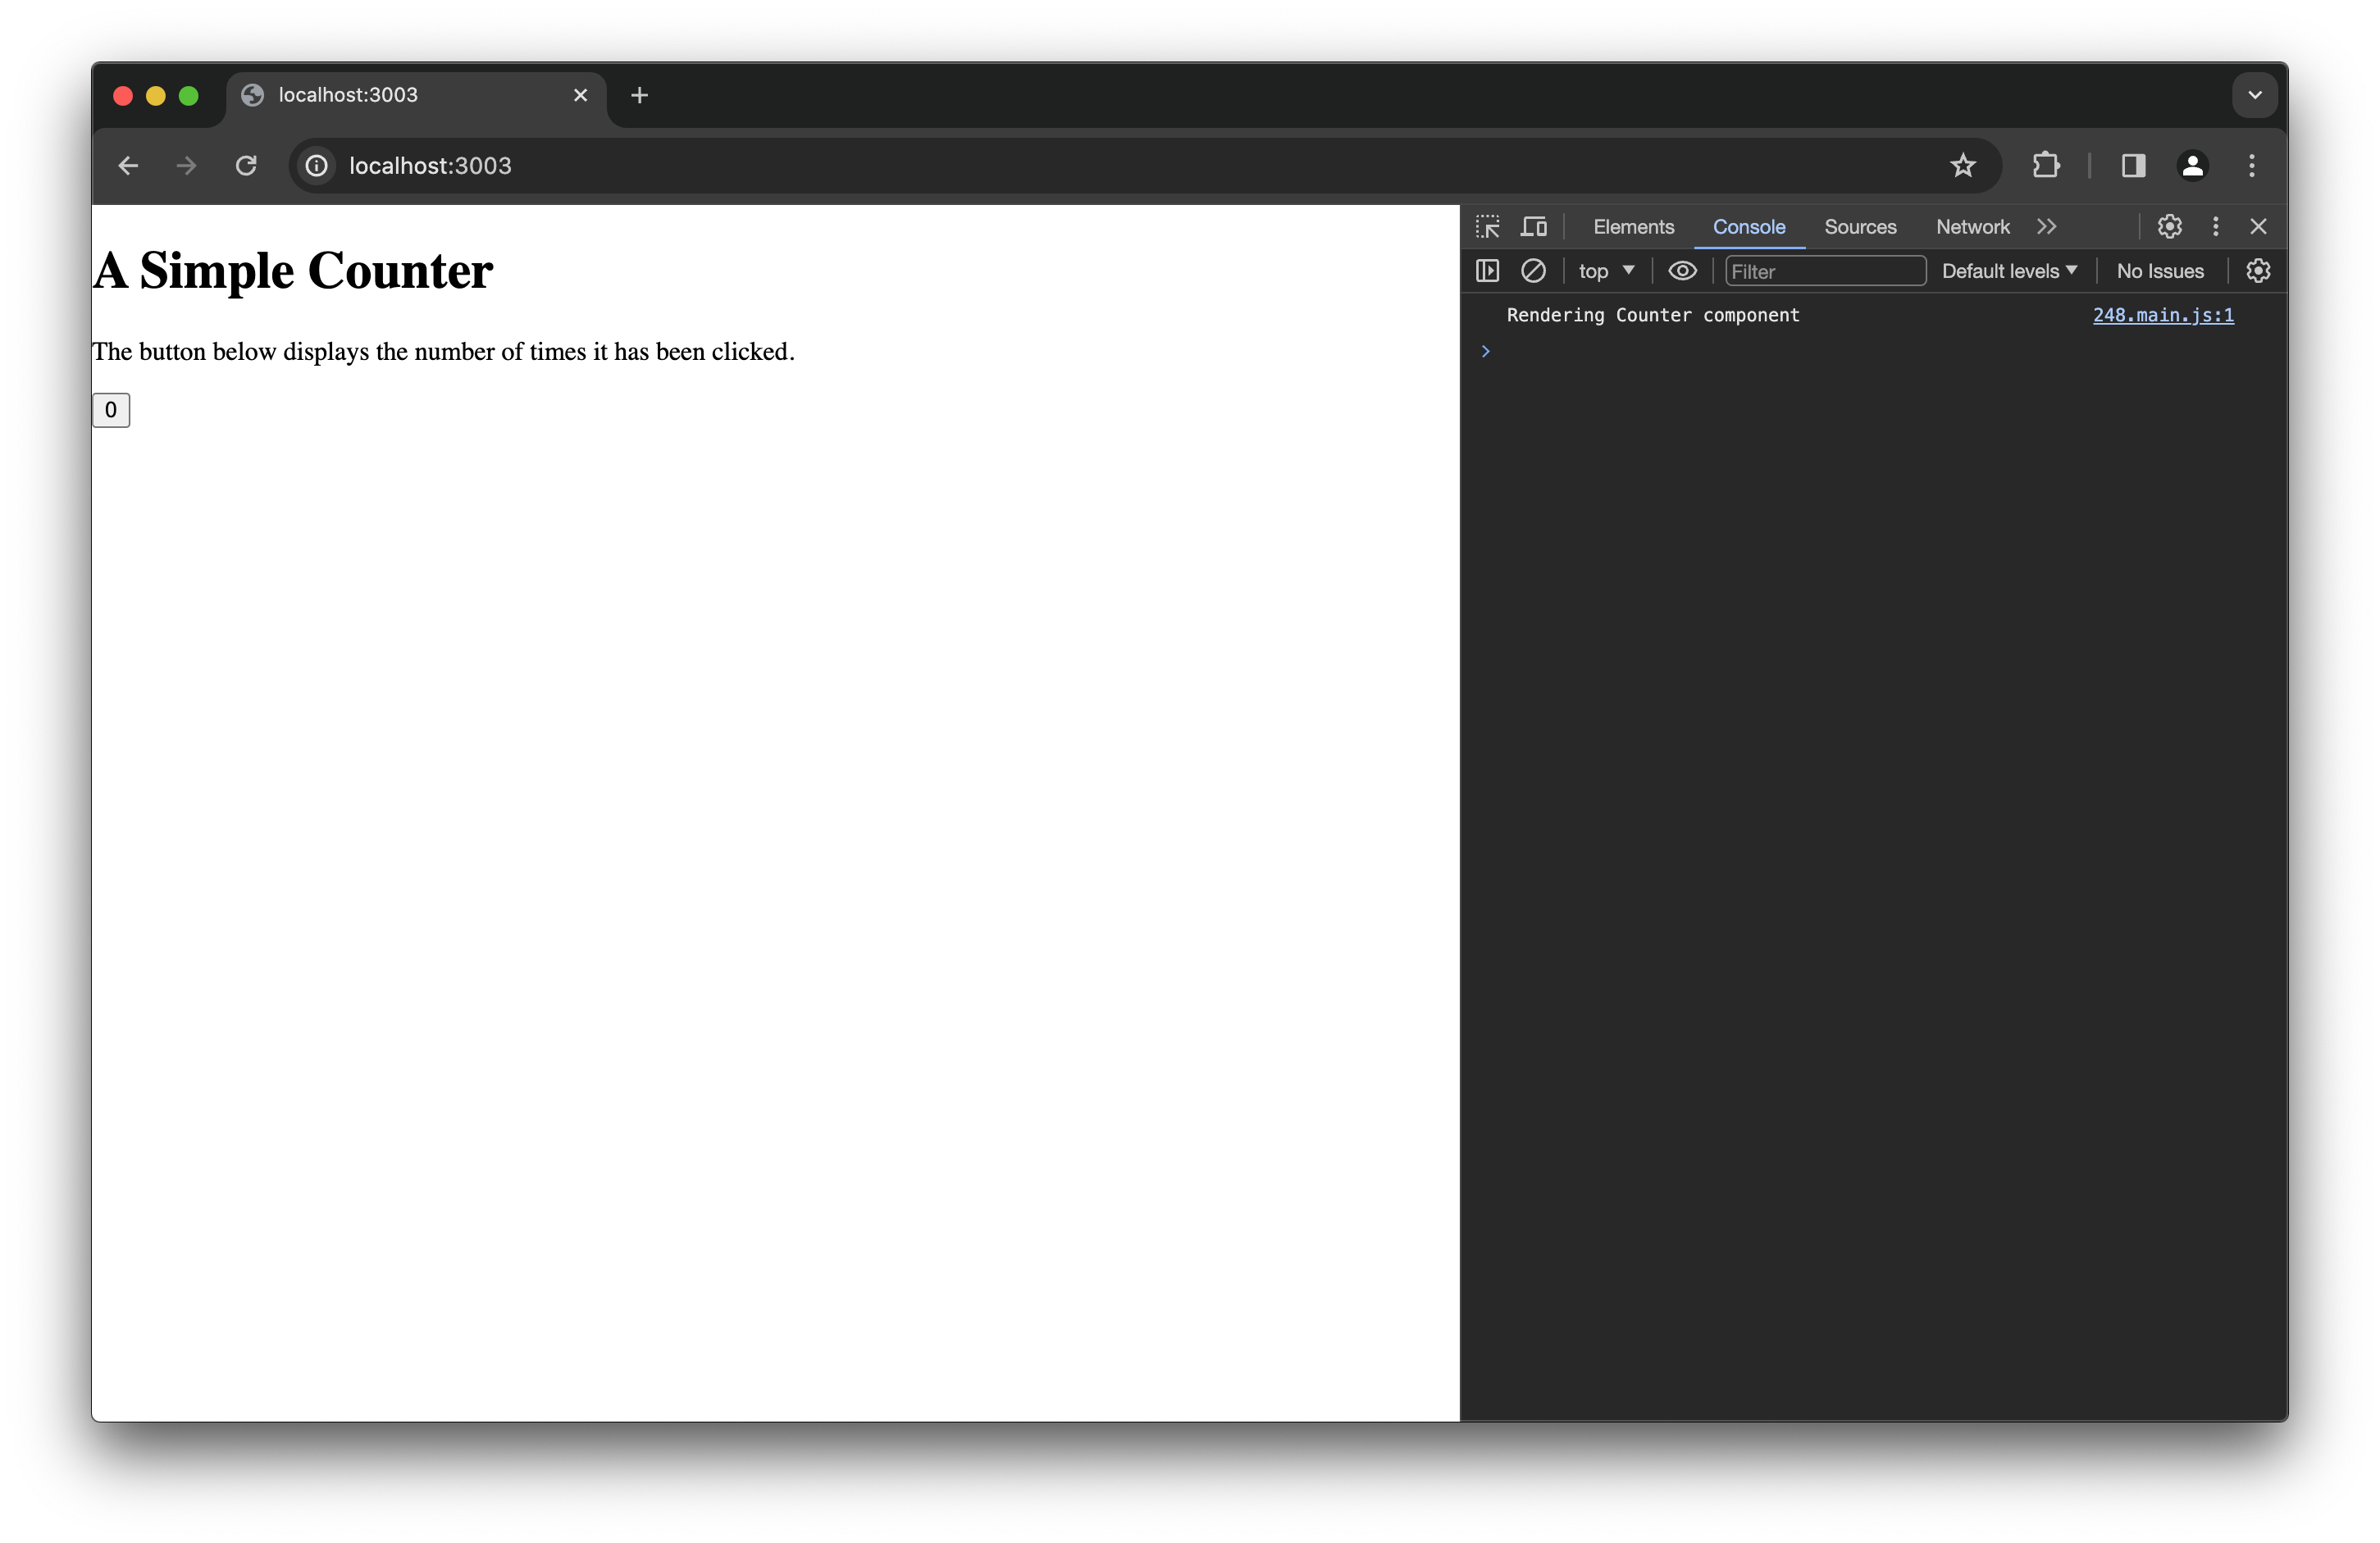 localhost:3003
localhost:3003
Elements Console Sources Network
top Filter Default levels No Issues
A Simple Counter
The button below displays the number of times it has been clicked.
0
Rendering Counter component 248.main.js:1